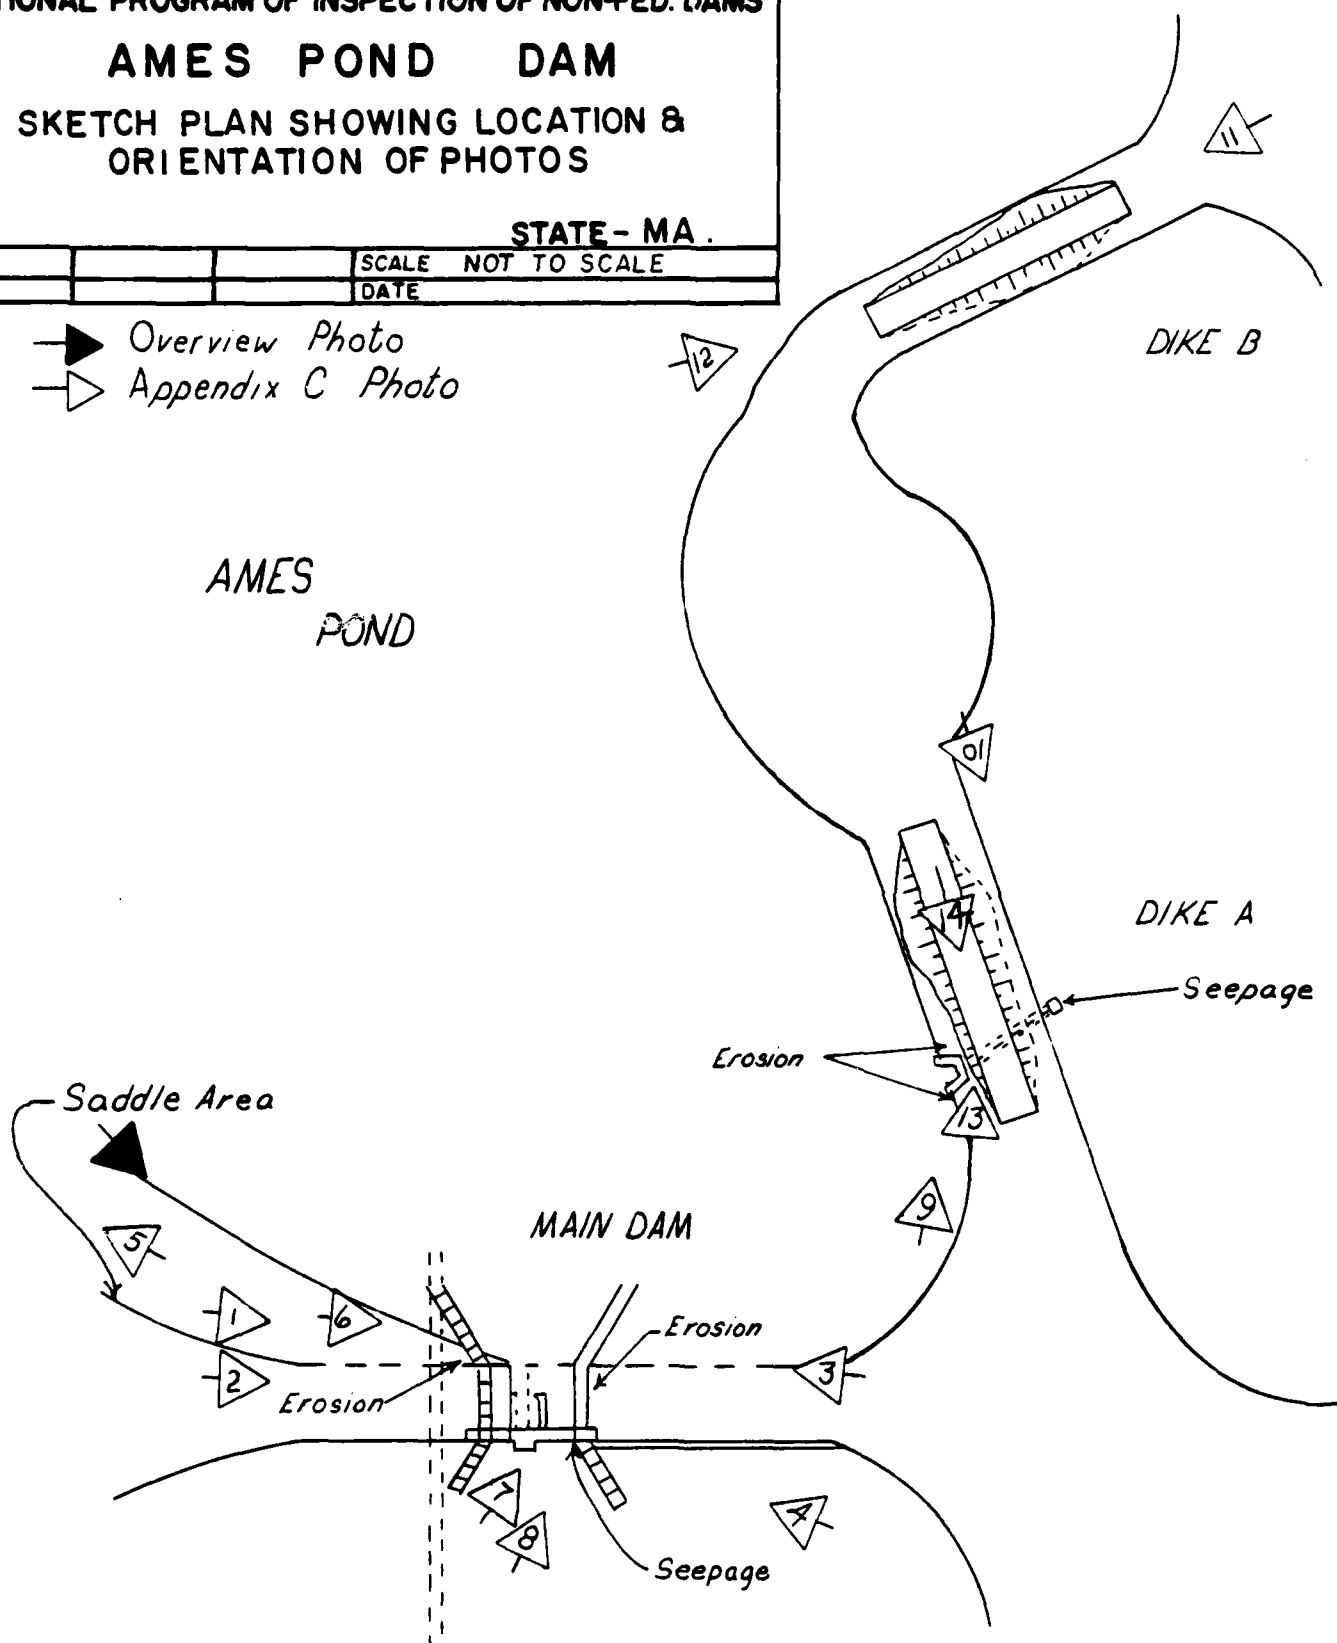 AMES POND DAM
SKETCH PLAN SHOWING LOCATION &
ORIENTATION OF PHOTOS
STATE- MA.
SCALE NOT TO SCALE
DATE
Overview Photo
Appendix C Photo
11
12
DIKE B
AMES
POND
10
14
DIKE A
Seepage
Erosion
13
Saddle Area
9
5
MAIN DAM
1
6
Erosion
2
3
Erosion
7
4
8
Seepage